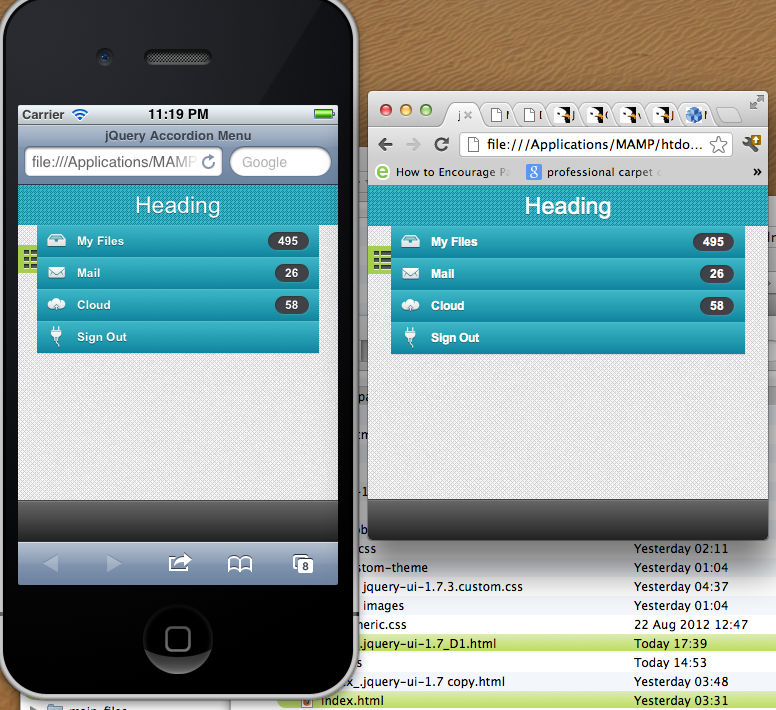 Carrier 11:19 PM
jQuery Accordion Menu
file:///Applications/MAMP Google
Heading
My Files 495
Mail 26
Cloud 58
Sign Out
8
file:///Applications/MAMP/htdo...
How to Encourage Pa professional carpet »
Heading
My Files 495
Mail 26
Cloud 58
Sign Out
css Yesterday 02:11
stom-theme Yesterday 01:04
jquery-ui-1.7.3.custom.css Yesterday 04:37
images Yesterday 01:04
neric.css 22 Aug 2012 12:47
_.jquery-ui-1.7_D1.html Today 17:39
s Today 14:53
x_.jquery-ui-1.7 copy.html Yesterday 03:48
index.html Yesterday 03:31
main_files